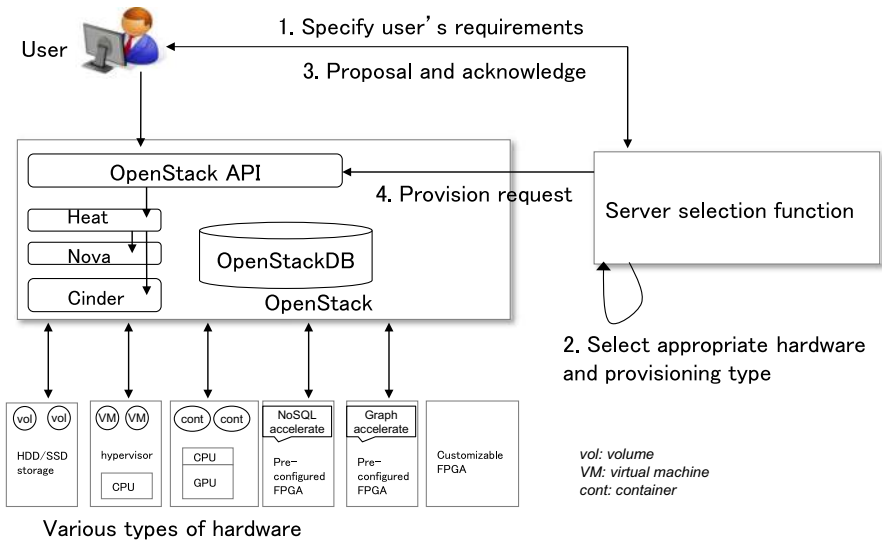 User
1. Specify user's requirements
3. Proposal and acknowledge
OpenStack API
4. Provision request
Server selection function
Heat
Nova
Cinder
OpenStackDB
OpenStack
2. Select appropriate hardware
and provisioning type
vol
vol
HDD/SSD
storage
VM
VM
hypervisor
CPU
cont
cont
CPU
GPU
NoSQL
accelerate
Pre-
configured
FPGA
Graph
accelerate
Pre-
configured
FPGA
Customizable
FPGA
vol: volume
VM: virtual machine
cont: container
Various types of hardware